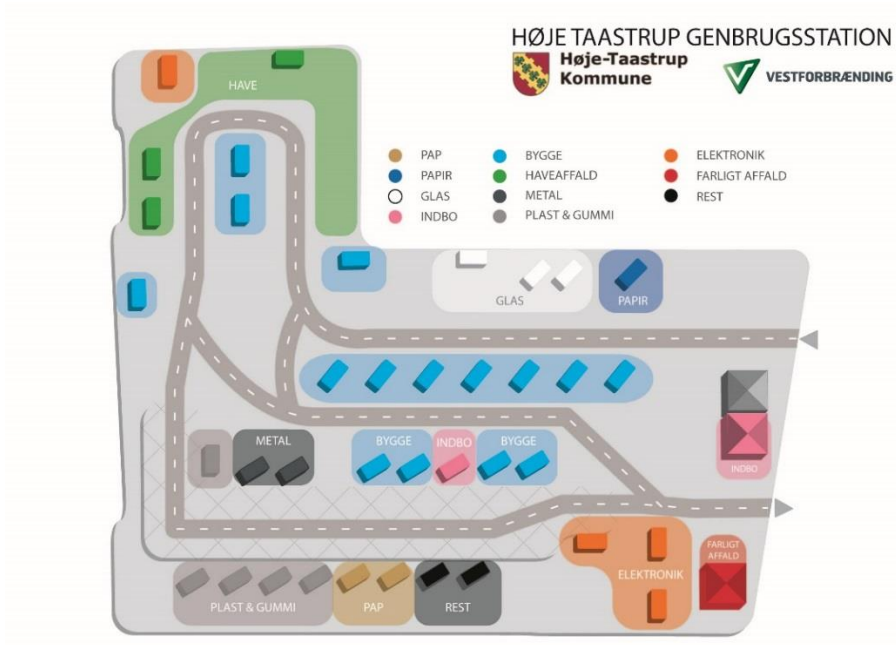 HØJE TAASTRUP GENBRUGSSTATION
Høje-Taastrup
Kommune
VESTFORBRÆNDING
HAVE
PAP
PAPIR
GLAS
INDBO
BYGGE
HAVEAFFALD
METAL
PLAST & GUMMI
ELEKTRONIK
FARLIGT AFFALD
REST
GLAS
PAPIR
METAL
BYGGE
INDBO
BYGGE
INDBO
FARLIGT
AFFALD
ELEKTRONIK
PLAST & GUMMI
PAP
REST